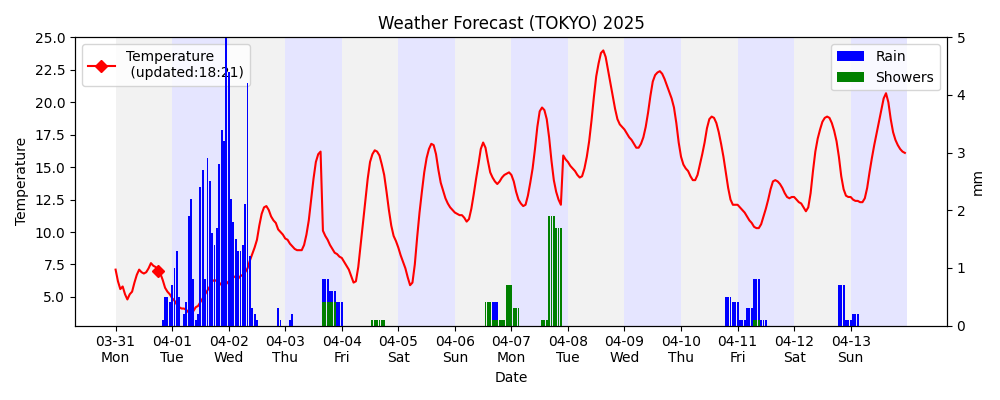 Weather Forecast (TOKYO) 2025
Temperature
(updated:18:21)
Rain
Showers
25.0
22.5
20.0
17.5
15.0
12.5
10.0
7.5
5.0
Temperature
5
4
3
2
1
0
mm
03-31 04-01 04-02 04-03 04-04 04-05 04-06 04-07 04-08 04-09 04-10 04-11 04-12 04-13
Mon Tue Wed Thu Fri Sat Sun Mon Tue Wed Thu Fri Sat Sun
Date